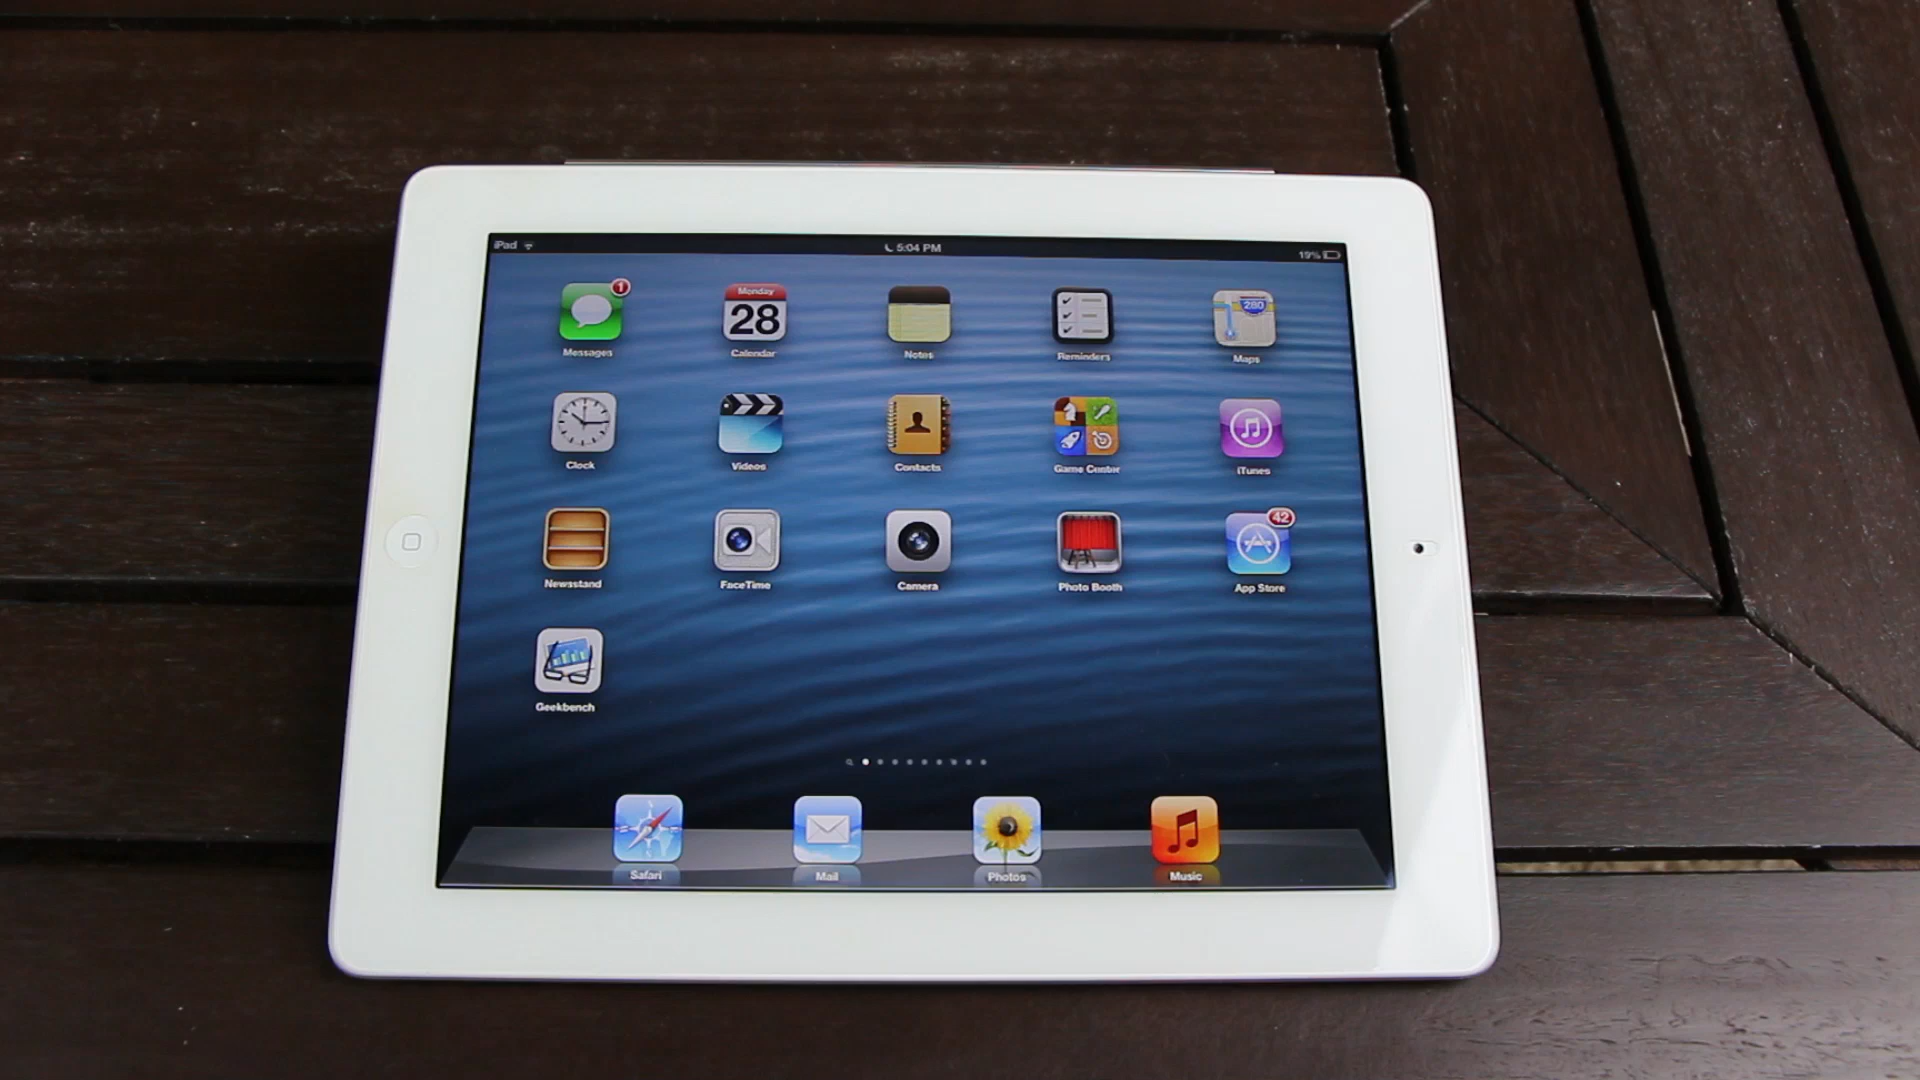 iPad 5:04 PM 19%
1
Monday
28
280
Messages Calendar Notes Reminders Maps
Clock Videos Contacts Game Center iTunes
42
Newsstand FaceTime Camera Photo Booth App Store
Geekbench
Safari Mail Photos Music